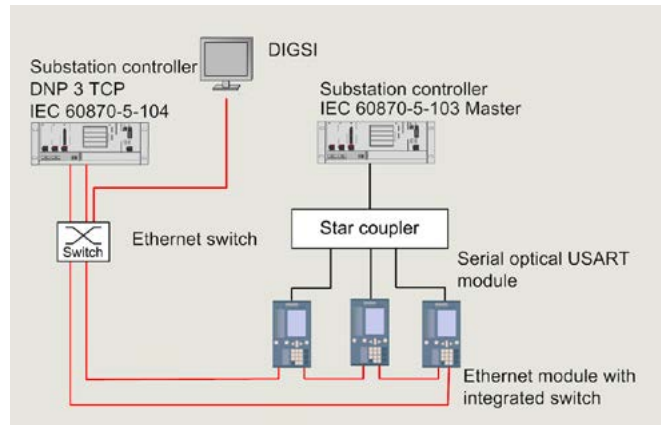 DIGSI
Substation controller
DNP 3 TCP
IEC 60870-5-104
Substation controller
IEC 60870-5-103 Master
Star coupler
Switch
Ethernet switch
Serial optical USART
module
Ethernet module with
integrated switch